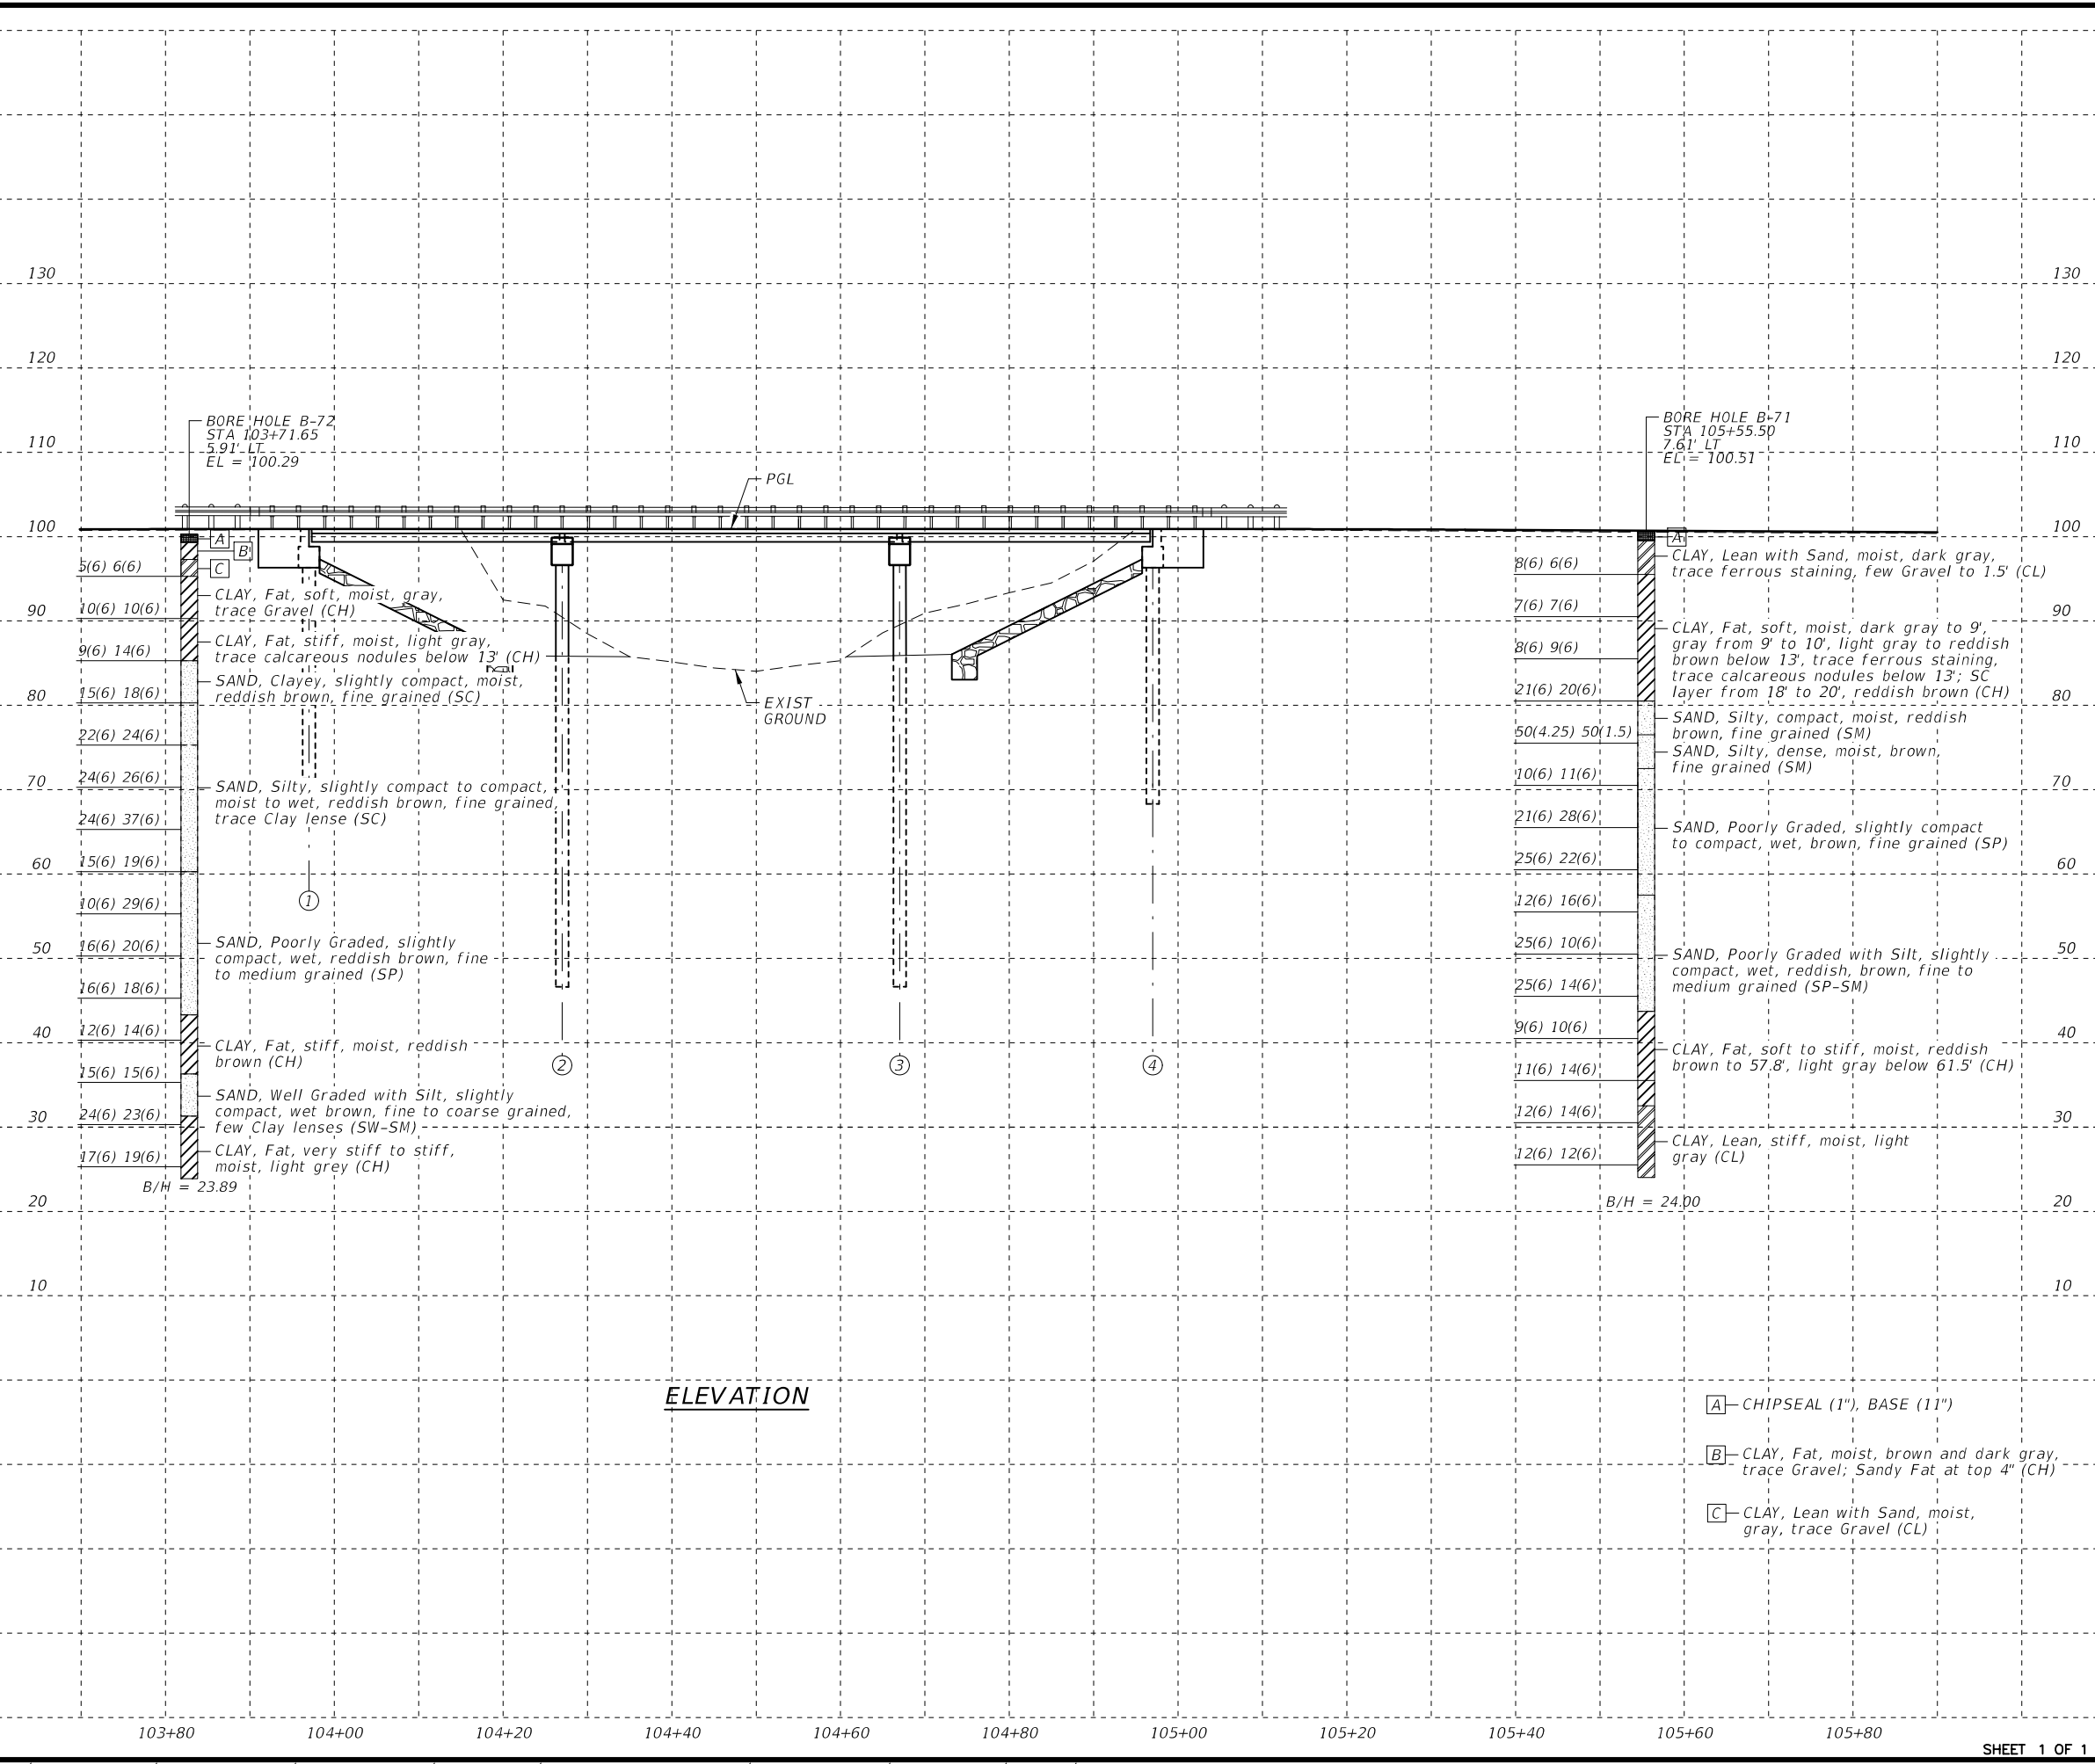 130
130
120
120
BORE HOLE B-72
STA 103+71.65
5.91' LT
EL = 100.29
BORE HOLE B-71
STA 105+55.50
7.61' LT
EL = 100.51
110
110
PGL
100
100
A
B
C
A
5(6) 6(6)
10(6) 10(6)
9(6) 14(6)
15(6) 18(6)
22(6) 24(6)
24(6) 26(6)
24(6) 37(6)
15(6) 19(6)
10(6) 29(6)
16(6) 20(6)
16(6) 18(6)
12(6) 14(6)
15(6) 15(6)
24(6) 23(6)
17(6) 19(6)
B/H = 23.89
CLAY, Fat, soft, moist, gray,
trace Gravel (CH)
CLAY, Fat, stiff, moist, light gray,
trace calcareous nodules below 13' (CH)
SAND, Clayey, slightly compact, moist,
reddish brown, fine grained (SC)
SAND, Silty, slightly compact to compact,
moist to wet, reddish brown, fine grained,
trace Clay lense (SC)
SAND, Poorly Graded, slightly
compact, wet, reddish brown, fine
to medium grained (SP)
CLAY, Fat, stiff, moist, reddish
brown (CH)
SAND, Well Graded with Silt, slightly
compact, wet brown, fine to coarse grained,
few Clay lenses (SW-SM)
CLAY, Fat, very stiff to stiff,
moist, light grey (CH)
EXIST
GROUND
1
2
3
4
8(6) 6(6)
7(6) 7(6)
8(6) 9(6)
21(6) 20(6)
50(4.25) 50(1.5)
10(6) 11(6)
21(6) 28(6)
25(6) 22(6)
12(6) 16(6)
25(6) 10(6)
25(6) 14(6)
9(6) 10(6)
11(6) 14(6)
12(6) 14(6)
12(6) 12(6)
B/H = 24.00
CLAY, Lean with Sand, moist, dark gray,
trace ferrous staining, few Gravel to 1.5' (CL)
CLAY, Fat, soft, moist, dark gray to 9',
gray from 9' to 10', light gray to reddish
brown below 13', trace ferrous staining,
trace calcareous nodules below 13'; SC
layer from 18' to 20', reddish brown (CH)
SAND, Silty, compact, moist, reddish
brown, fine grained (SM)
SAND, Silty, dense, moist, brown,
fine grained (SM)
SAND, Poorly Graded, slightly compact
to compact, wet, brown, fine grained (SP)
SAND, Poorly Graded with Silt, slightly
compact, wet, reddish, brown, fine to
medium grained (SP-SM)
CLAY, Fat, soft to stiff, moist, reddish
brown to 57.8', light gray below 61.5' (CH)
CLAY, Lean, stiff, moist, light
gray (CL)
90
90
80
80
70
70
60
60
50
50
40
40
30
30
20
20
10
10
ELEVATION
A CHIPSEAL (1"), BASE (11")
B CLAY, Fat, moist, brown and dark gray,
trace Gravel; Sandy Fat at top 4" (CH)
C CLAY, Lean with Sand, moist,
gray, trace Gravel (CL)
103+80
104+00
104+20
104+40
104+60
104+80
105+00
105+20
105+40
105+60
105+80
SHEET 1 OF 1